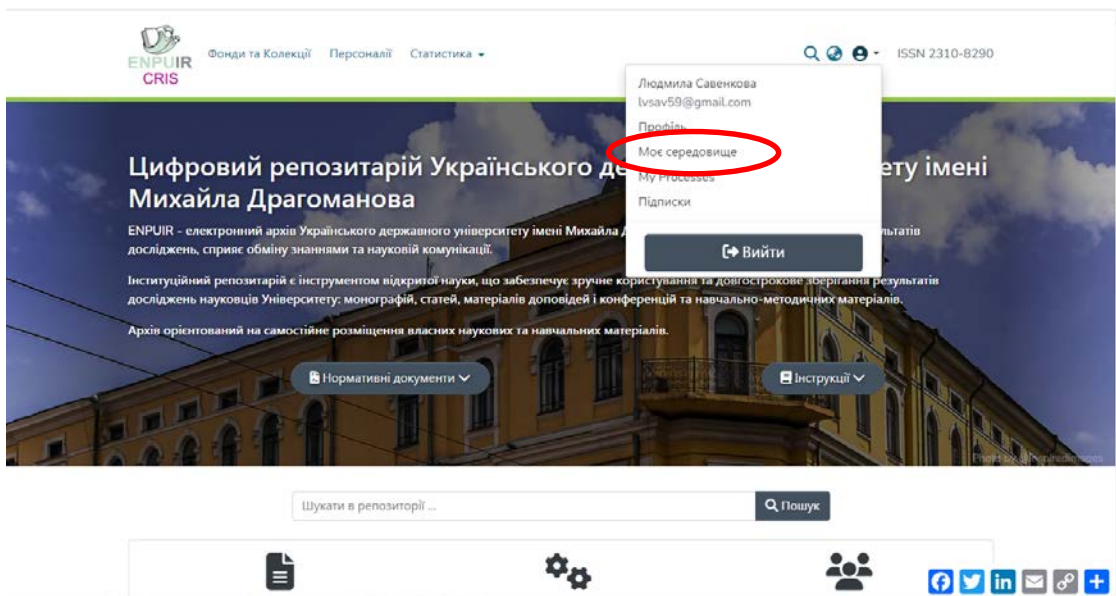 ENPUIR
CRIS
Фонди та Колекції Персоналії Статистика
ISSN 2310-8290
Людмила Савенкова
lvsav59@gmail.com
Профіль
Моє середовище
My Processes
Підписки
Вийти
Цифровий репозитарій Українського де ету імені
Михайла Драгоманова
ENPUIR - електронний архів Українського державного університету імені Михайла Д льтатів
досліджень, сприяє обміну знаннями та науковій комунікації.
Інституційний репозитарій є інструментом відкритої науки, що забезпечує зручне користування та довгострокове зберігання результатів
досліджень науковців Університету: монографій, статей, матеріалів доповідей і конференцій та навчально-методичних матеріалів.
Архів орієнтований на самостійне розміщення власних наукових та навчальних матеріалів.
Нормативні документи Інструкції
Photo by
Шукати в репозиторії ... Пошук